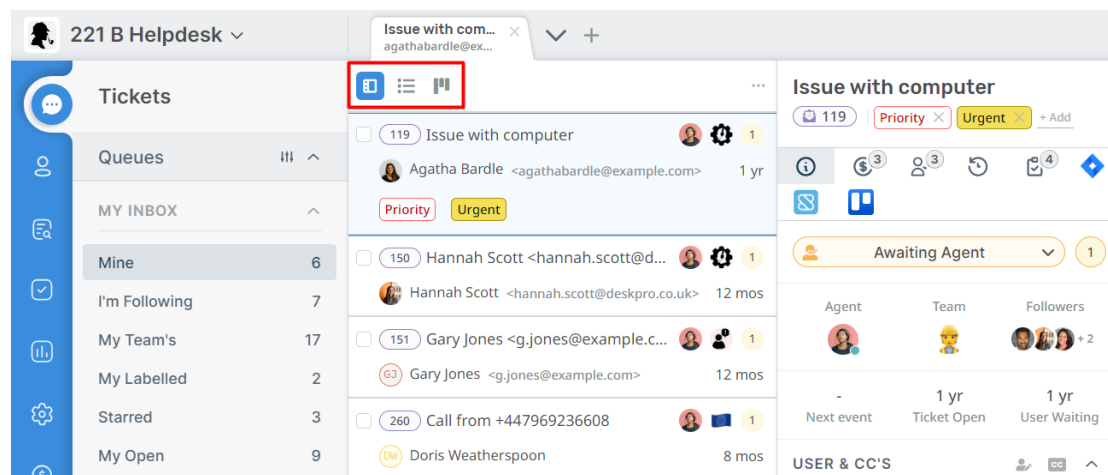 221 B Helpdesk
Issue with com...
agathabardle@ex...
Tickets
Queues
MY INBOX
Mine 6
I'm Following 7
My Team's 17
My Labelled 2
Starred 3
My Open 9
119 Issue with computer 1
Agatha Bardle <agathabardle@example.com> 1 yr
Priority Urgent
150 Hannah Scott <hannah.scott@d... 1
Hannah Scott <hannah.scott@deskpro.co.uk> 12 mos
151 Gary Jones <g.jones@example.c... 1
GJ Gary Jones <g.jones@example.com> 12 mos
260 Call from +447969236608 1
DW Doris Weatherspoon 8 mos
Issue with computer
119 Priority Urgent + Add
3 3 4
Awaiting Agent 1
Agent Team Followers
+ 2
- 1 yr 1 yr
Next event Ticket Open User Waiting
USER & CC'S CC